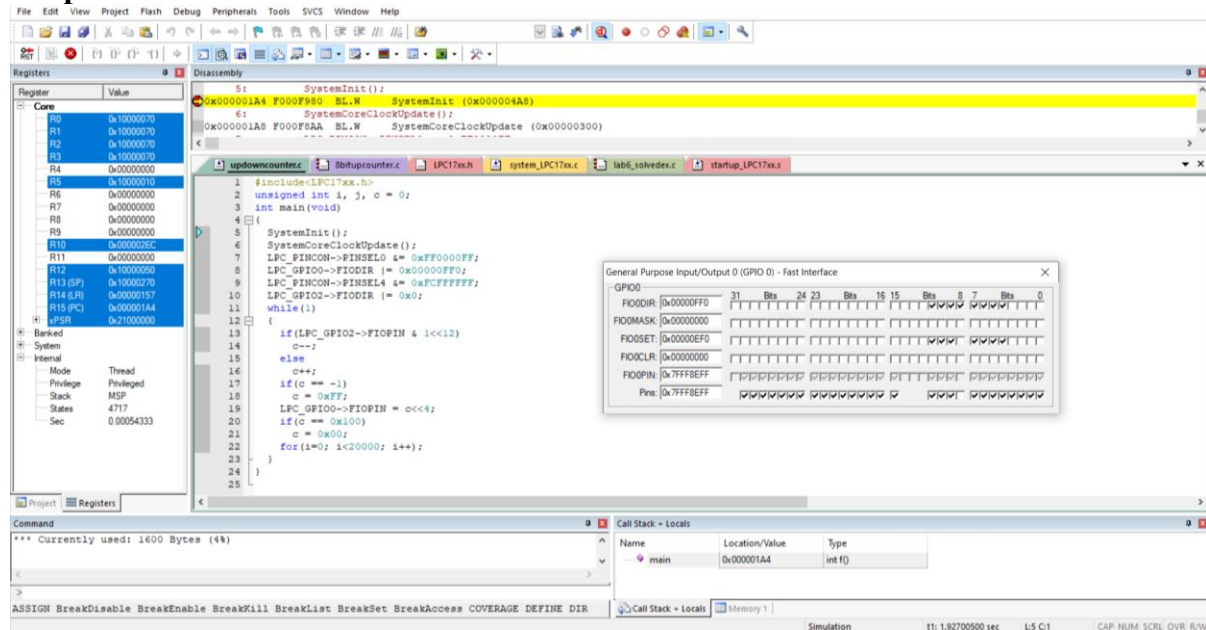 File Edit View Project Flash Debug Peripherals Tools SVCS Window Help
Registers
Register Value
Core
R0 0x10000070
R1 0x10000070
R2 0x10000070
R3 0x10000070
R4 0x00000000
R5 0x10000010
R6 0x00000000
R7 0x00000000
R8 0x00000000
R9 0x00000000
R10 0x000002EC
R11 0x00000000
R12 0x10000050
R13 (SP) 0x10000270
R14 (LR) 0x00000157
R15 (PC) 0x000001A4
xPSR 0x21000000
Banked
System
Internal
Mode Thread
Privilege Privileged
Stack MSP
States 4717
Sec 0.00054333
Project Registers
Disassembly
5: SystemInit();
0x000001A4 F000F980 BL.W SystemInit (0x000004A8)
6: SystemCoreClockUpdate();
0x000001A8 F000F8AA BL.W SystemCoreClockUpdate (0x00000300)
updowncounter.c 8bitupcounter.c LPC17xx.h system_LPC17xx.c lab6_solvedex.c startup_LPC17xx.s
1 #include<LPC17xx.h>
2 unsigned int i, j, c = 0;
3 int main(void)
4 {
5 SystemInit();
6 SystemCoreClockUpdate();
7 LPC_PINCON->PINSEL0 &= 0xFF0000FF;
8 LPC_GPIO0->FIODIR |= 0x00000FF0;
9 LPC_PINCON->PINSEL4 &= 0xFCFFFFFF;
10 LPC_GPIO2->FIODIR |= 0x0;
11 while(1)
12 {
13 if(LPC_GPIO2->FIOPIN & 1<<12)
14 c--;
15 else
16 c++;
17 if(c == -1)
18 c = 0xFF;
19 LPC_GPIO0->FIOPIN = c<<4;
20 if(c == 0x100)
21 c = 0x00;
22 for(i=0; i<20000; i++);
23 }
24 }
25
General Purpose Input/Output 0 (GPIO 0) - Fast Interface
GPIO0
31 Bits 24 23 Bits 16 15 Bits 8 7 Bits 0
FIO0DIR: 0x00000FF0
FIO0MASK: 0x00000000
FIO0SET: 0x00000EF0
FIO0CLR: 0x00000000
FIO0PIN: 0x7FFF8EFF
Pins: 0x7FFF8EFF
Command
*** Currently used: 1600 Bytes (4%)
>
ASSIGN BreakDisable BreakEnable BreakKill BreakList BreakSet BreakAccess COVERAGE DEFINE DIR
Call Stack + Locals
Name Location/Value Type
main 0x000001A4 int f()
Call Stack + Locals Memory 1
Simulation t1: 1.92700500 sec L:5 C:1 CAP NUM SCRL OVR R/W